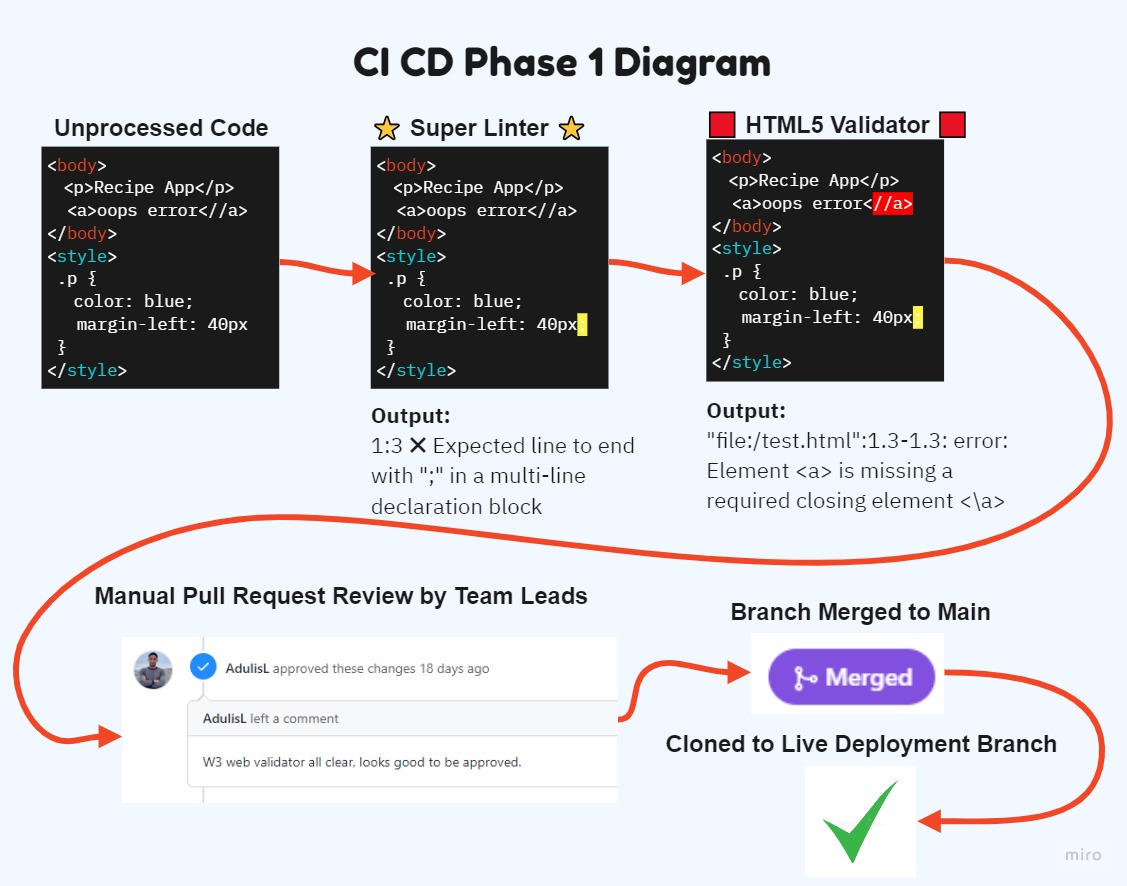 CI CD Phase 1 Diagram
Unprocessed Code
<body>
<p>Recipe App</p>
<a>oops error<//a>
</body>
<style>
.p {
color: blue;
margin-left: 40px
}
</style>
Super Linter
<body>
<p>Recipe App</p>
<a>oops error<//a>
</body>
<style>
.p {
color: blue;
margin-left: 40px;
}
</style>
Output:
1:3 ❌ Expected line to end
with ";" in a multi-line
declaration block
HTML5 Validator
<body>
<p>Recipe App</p>
<a>oops error<//a>
</body>
<style>
.p {
color: blue;
margin-left: 40px;
}
</style>
Output:
"file:/test.html":1.3-1.3: error:
Element <a> is missing a
required closing element <\a>
Manual Pull Request Review by Team Leads
AdulisL approved these changes 18 days ago
AdulisL left a comment
W3 web validator all clear, looks good to be approved.
Branch Merged to Main
Merged
Cloned to Live Deployment Branch
miro